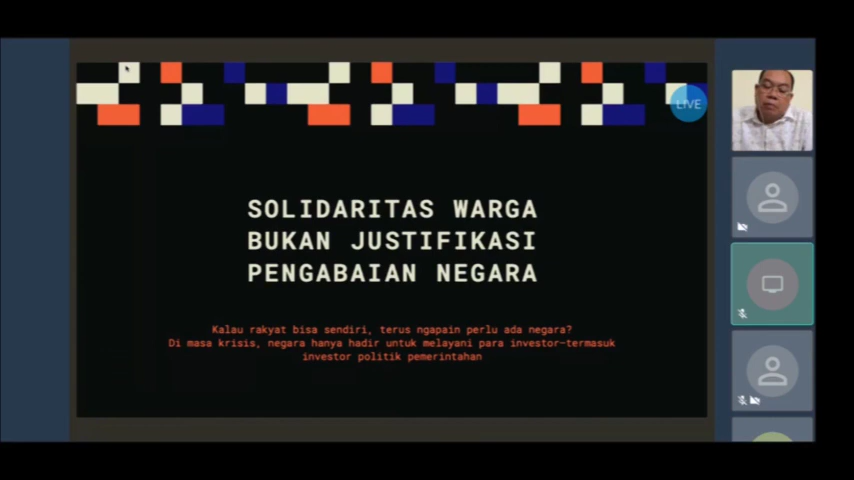 LIVE
SOLIDARITAS WARGA
BUKAN JUSTIFIKASI
PENGABAIAN NEGARA
Kalau rakyat bisa sendiri, terus ngapain perlu ada negara?
Di masa krisis, negara hanya hadir untuk melayani para investor—termasuk
investor politik pemerintahan